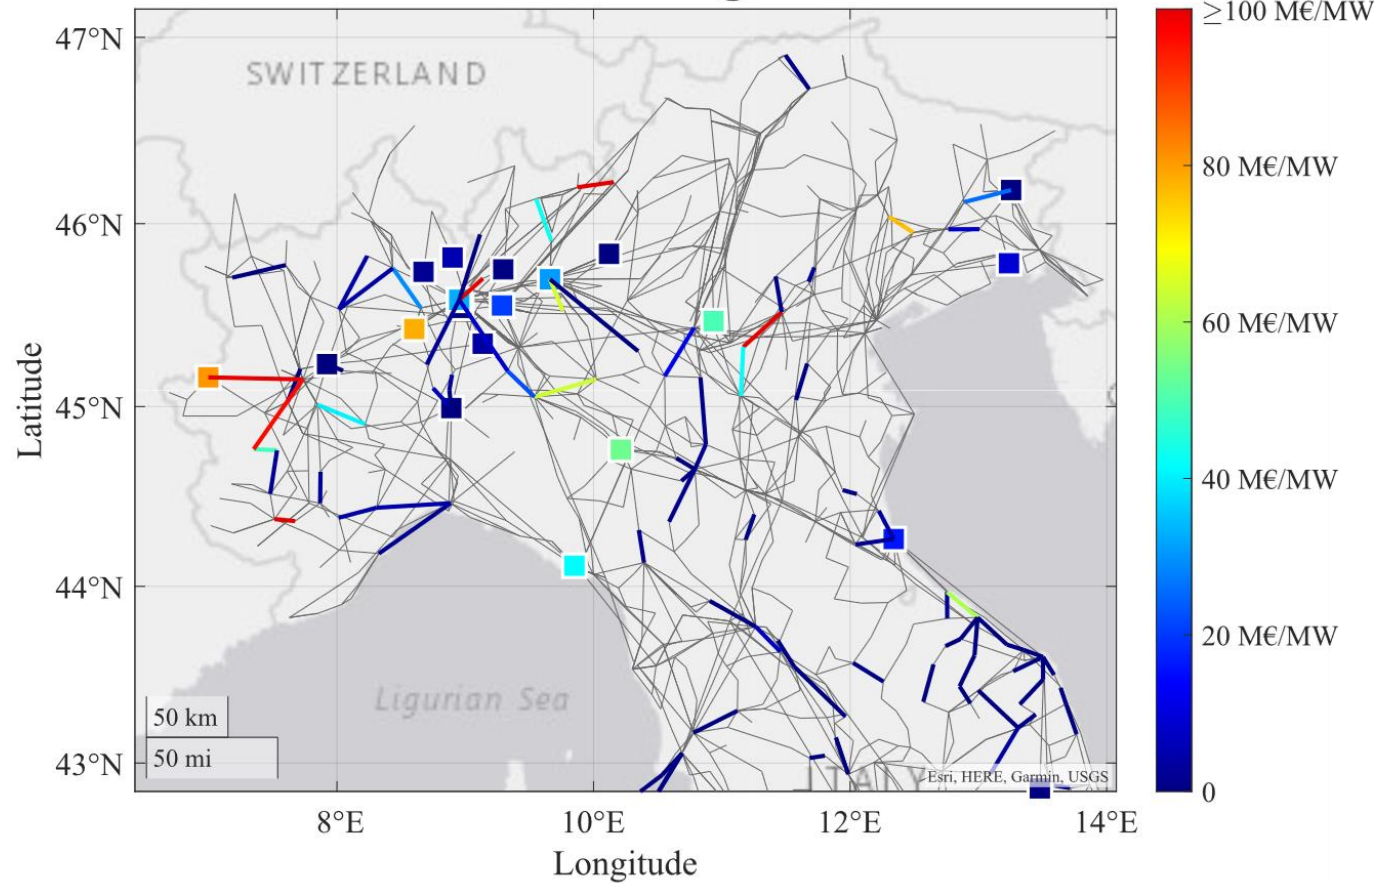 ≥100 M€/MW
47°N
SWITZERLAND
80 M€/MW
46°N
60 M€/MW
Latitude
45°N
40 M€/MW
44°N
20 M€/MW
Ligurian Sea
50 km
50 mi
43°N
ITALY
Esri, HERE, Garmin, USGS
0
8°E
10°E
12°E
14°E
Longitude